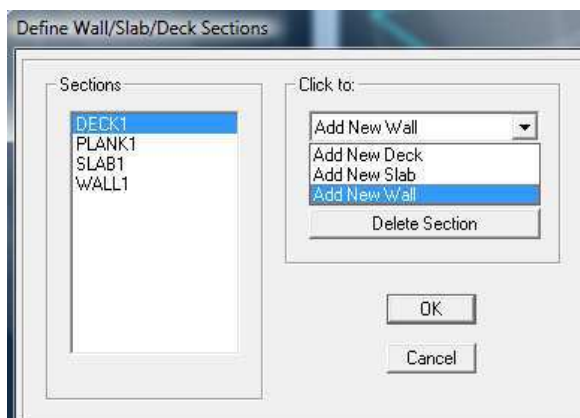 Define Wall/Slab/Deck Sections
Sections
DECK1
PLANK1
SLAB1
WALL1
Click to:
Add New Wall
Add New Deck
Add New Slab
Add New Wall
Delete Section
OK
Cancel